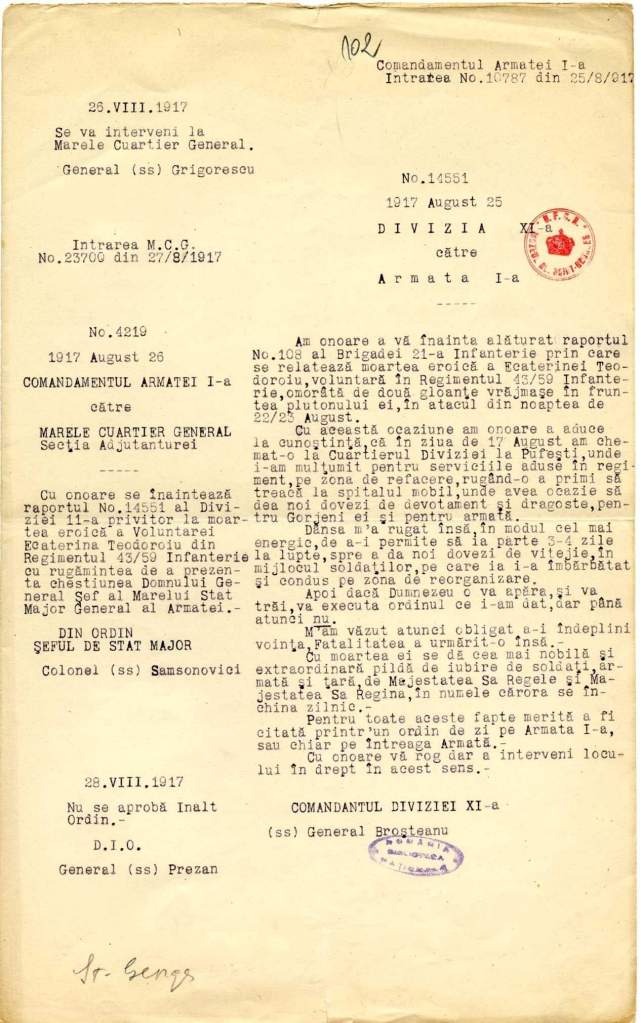 102
Comandamentul Armatei I-a
Intrarea No.10787 din 25/8/917
26.VIII.1917
Se va interveni la
Marele Cuartier General.
General (ss) Grigorescu
No.14551
1917 August 25
D I V I Z I A XI-a
către
A r m a t a I-a
-----
Intrarea M.C.G.
No.23700 din 27/8/1917
No.4219
1917 August 26
COMANDAMENTUL ARMATEI I-a
către
MARELE CUARTIER GENERAL
Secția Adjutanturei
-----
Cu onoare se înaintează
raportul No.14551 al Divi-
ziei 11-a privitor la moar-
tea eroică a Voluntarei
Ecaterina Teodoroiu din
Regimentul 43/59 Infanterie
cu rugămintea de a prezen-
ta chestiunea Domnului Ge-
neral Șef al Marelui Stat
Major General al Armatei.-
DIN ORDIN
ȘEFUL DE STAT MAJOR
Colonel (ss) Samsonovici
Am onoare a vă înainta alăturat raportul
No.108 al Brigadei 21-a Infanterie prin care
se relatează moartea eroică a Ecaterinei Teo-
doroiu,voluntară în Regimentul 43/59 Infante-
rie,omorâtă de două gloanțe vrăjmașe în frun-
tea plutonului ei,în atacul din noaptea de
22/23 August.
Cu această ocaziune am onoare a aduce
la cunoștință,că în ziua de 17 August am che-
mat-o la Cuartierul Diviziei la Pufești,unde
i-am mulțumit pentru serviciile aduse în regi-
ment,pe zona de refacere,rugând-o a primi să
treacă la spitalul mobil,unde avea ocazie să
dea noi dovezi de devotament și dragoste,pen-
tru Gorjeni ei și pentru armată.
Dânsa m'a rugat însă,în modul cel mai
energic,de a-i permite să ia parte 3-4 zile
la lupte,spre a da noi dovezi de vitejie,în
mijlocul soldaților,pe care ia i-a îmbărbătat
și condus pe zona de reorganizare.
Apoi dacă Dumnezeu o va apăra,și va
trăi,va executa ordinul ce i-am dat,dar până
atunci nu.
M'am văzut atunci obligat a-i îndeplini
voința,Fatalitatea a urmărit-o însă.-
Cu moartea ei se dă cea mai nobilă și
extraordinară pildă de iubire de soldați,ar-
mată și țară,de Majestatea Sa Regele și Ma-
jestatea Sa Regina,în numele cărora se în-
china zilnic.-
Pentru toate aceste fapte merită a fi
citată printr'un ordin de zi pe Armata I-a,
sau chiar pe întreaga Armată.-
Cu onoare vă rog dar a interveni locu-
lui în drept în acest sens.-
COMANDANTUL DIVIZIEI XI-a
(ss) General Broșteanu
ROMÂNIA
BIBLIOTECA
28.VIII.1917
Nu se aprobă Inalt
Ordin.-
D.I.O.
General (ss) Prezan